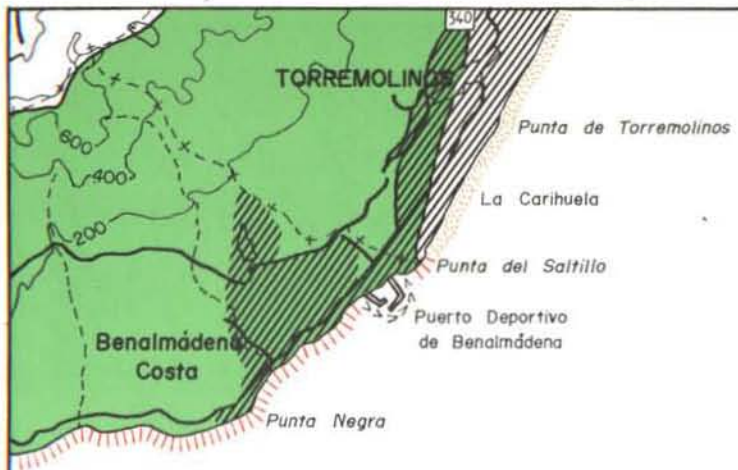 340
TORREMOLINOS
Punta de Torremolinos
600
400
La Carihuela
200
Punta del Saltillo
Puerto Deportivo
de Benalmádena
Benalmádena
Costa
Punta Negra